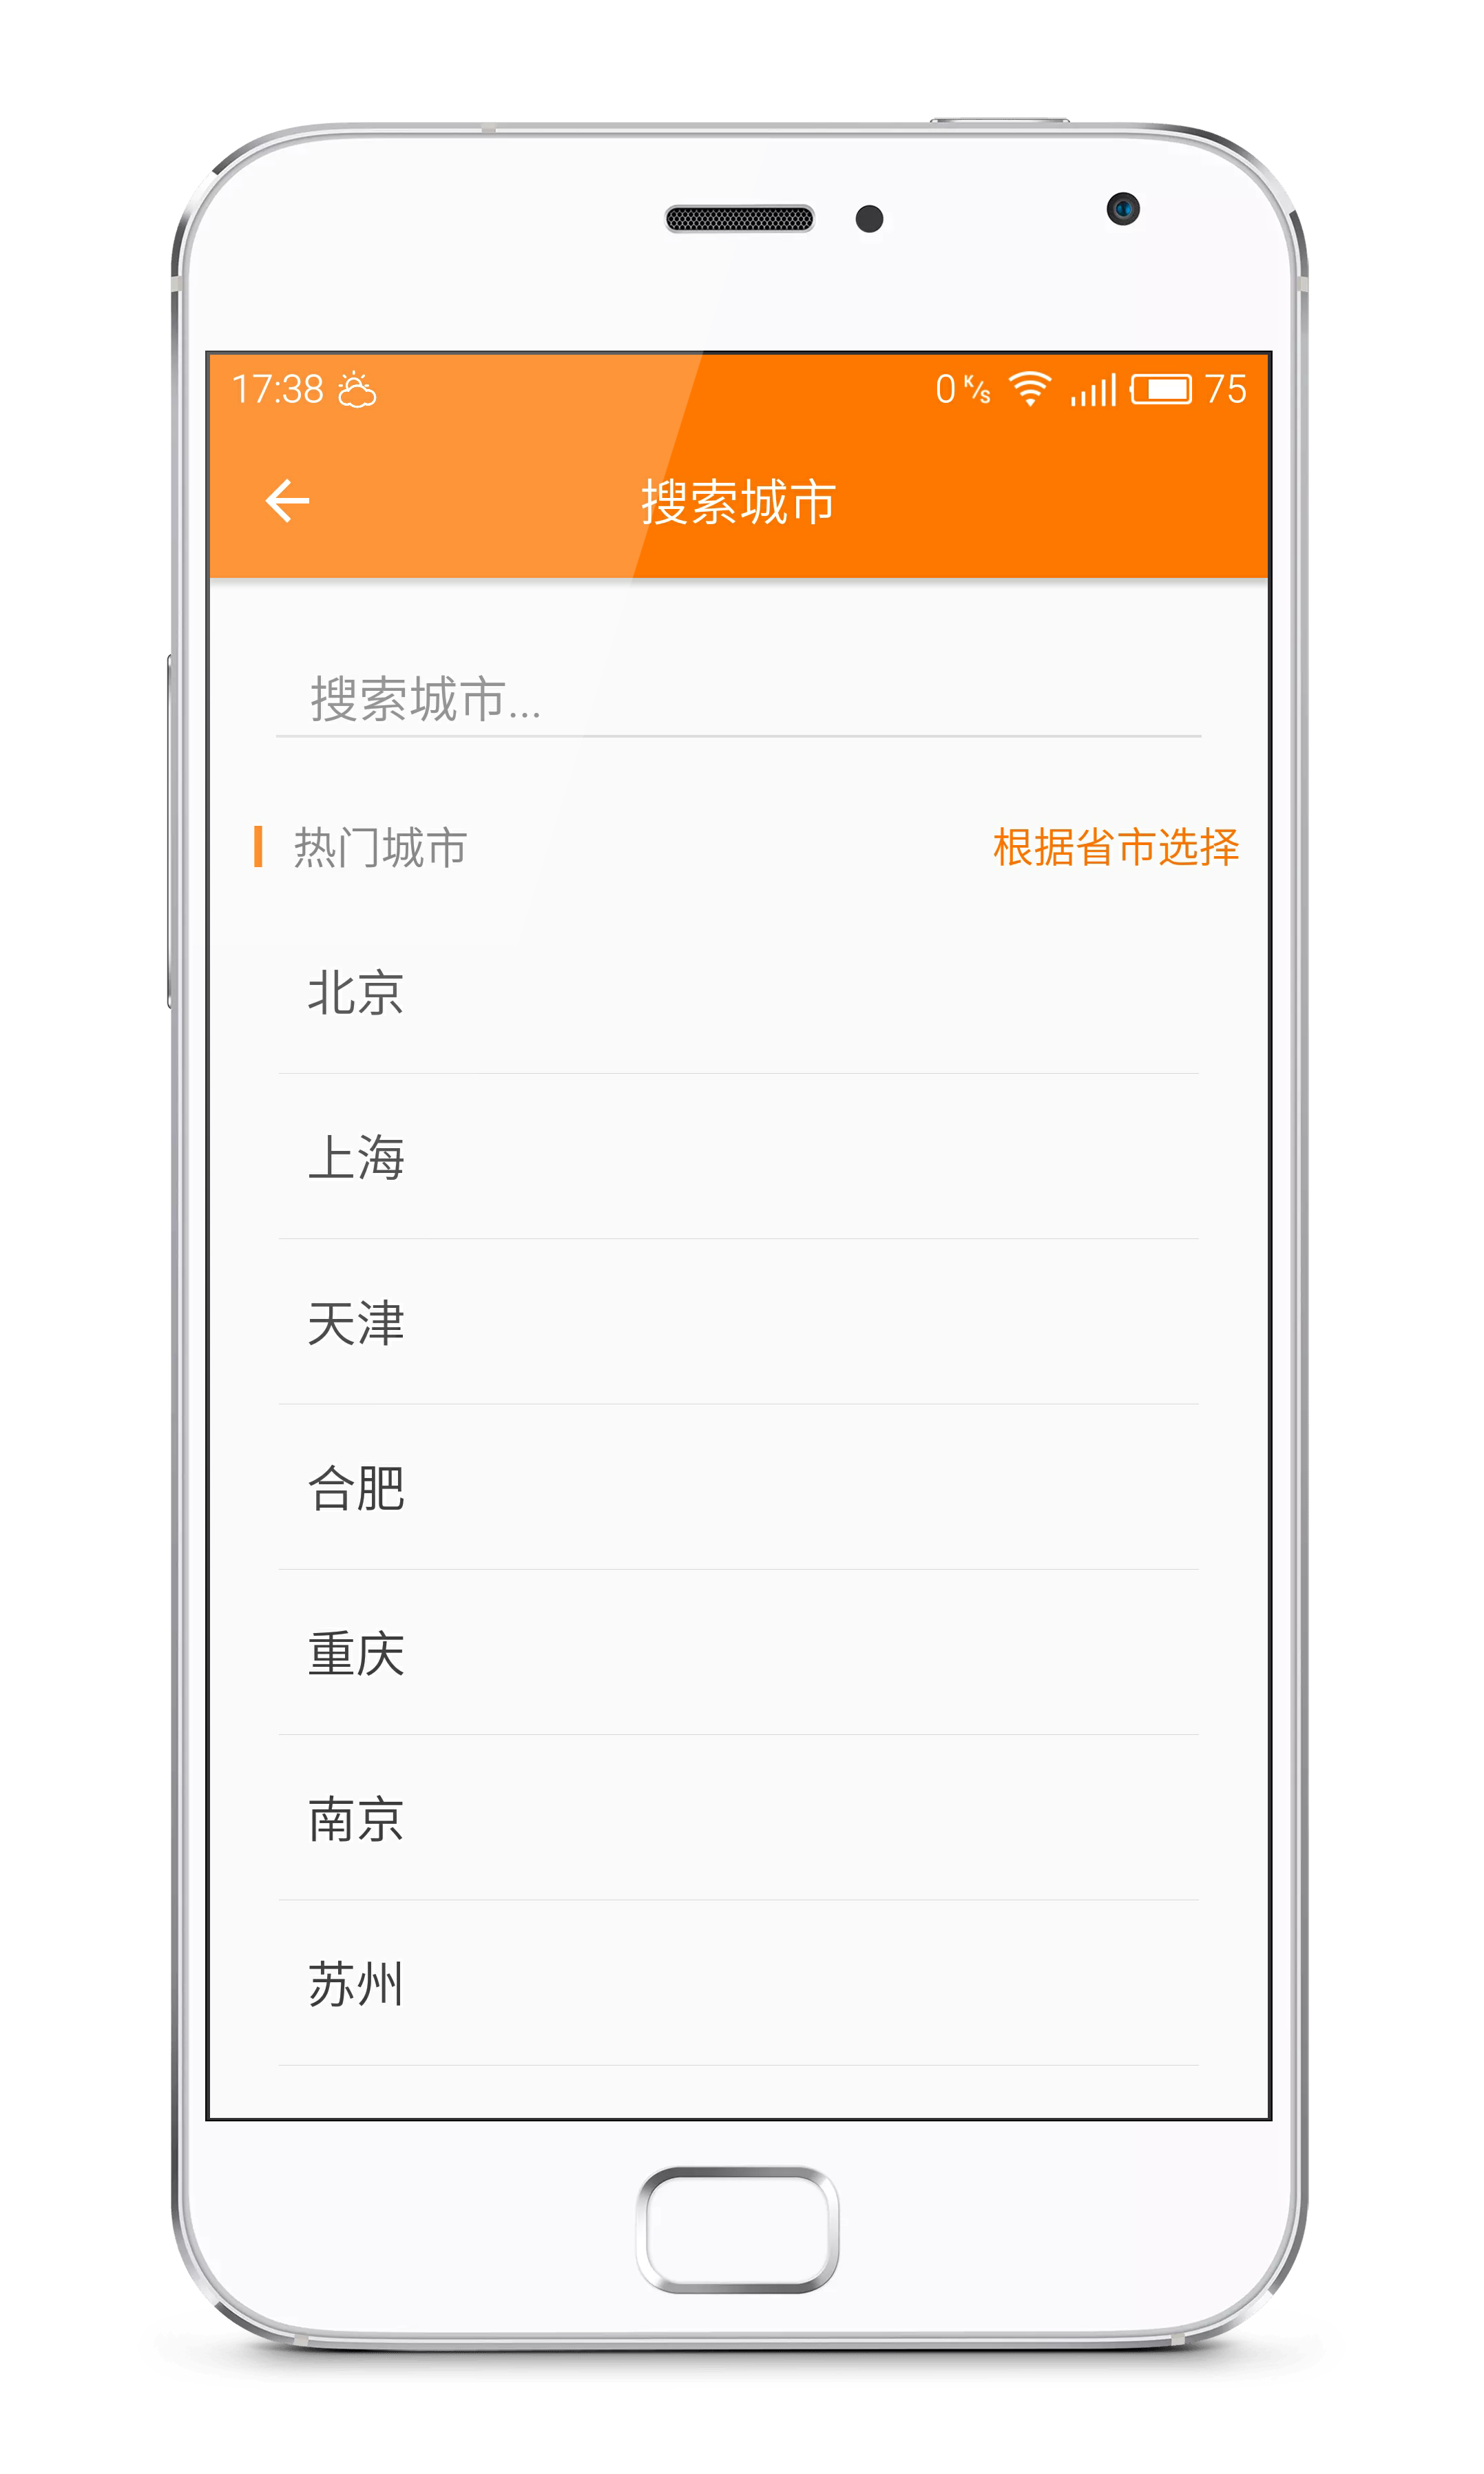 17:38 0 K/s 75
搜索城市
搜索城市...
热门城市 根据省市选择
北京
上海
天津
合肥
重庆
南京
苏州